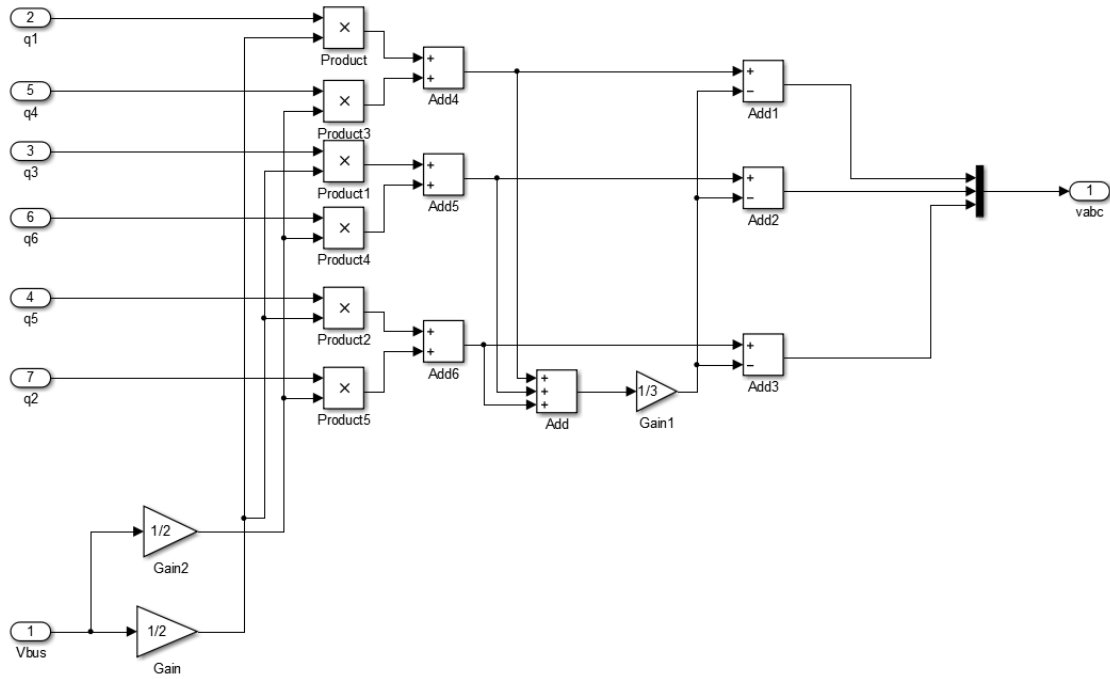 2
q1
×
Product
+
+
Add4
+
−
Add1
5
q4
×
Product3
3
q3
×
Product1
+
+
Add5
+
−
Add2
1
vabc
6
q6
×
Product4
4
q5
×
Product2
+
+
Add6
+
−
Add3
7
q2
×
Product5
+
+
+
Add
1/3
Gain1
1/2
Gain2
1
Vbus
1/2
Gain